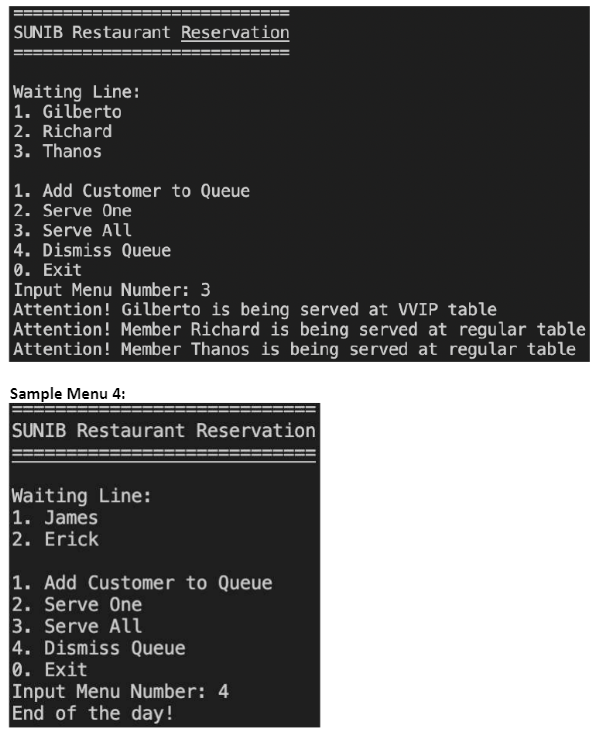 ============================
SUNIB Restaurant Reservation
============================
Waiting Line:
1. Gilberto
2. Richard
3. Thanos
1. Add Customer to Queue
2. Serve One
3. Serve All
4. Dismiss Queue
0. Exit
Input Menu Number: 3
Attention! Gilberto is being served at VVIP table
Attention! Member Richard is being served at regular table
Attention! Member Thanos is being served at regular table
Sample Menu 4:
============================
SUNIB Restaurant Reservation
============================
Waiting Line:
1. James
2. Erick
1. Add Customer to Queue
2. Serve One
3. Serve All
4. Dismiss Queue
0. Exit
Input Menu Number: 4
End of the day!